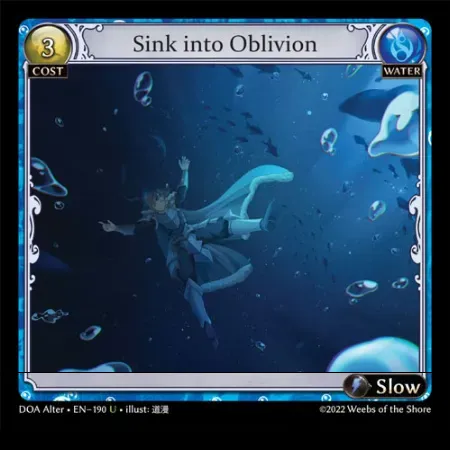 3
Sink into Oblivion
COST
WATER
Slow
DOA Alter • EN-190 U • illust: 道漫
©2022 Weebs of the Shore